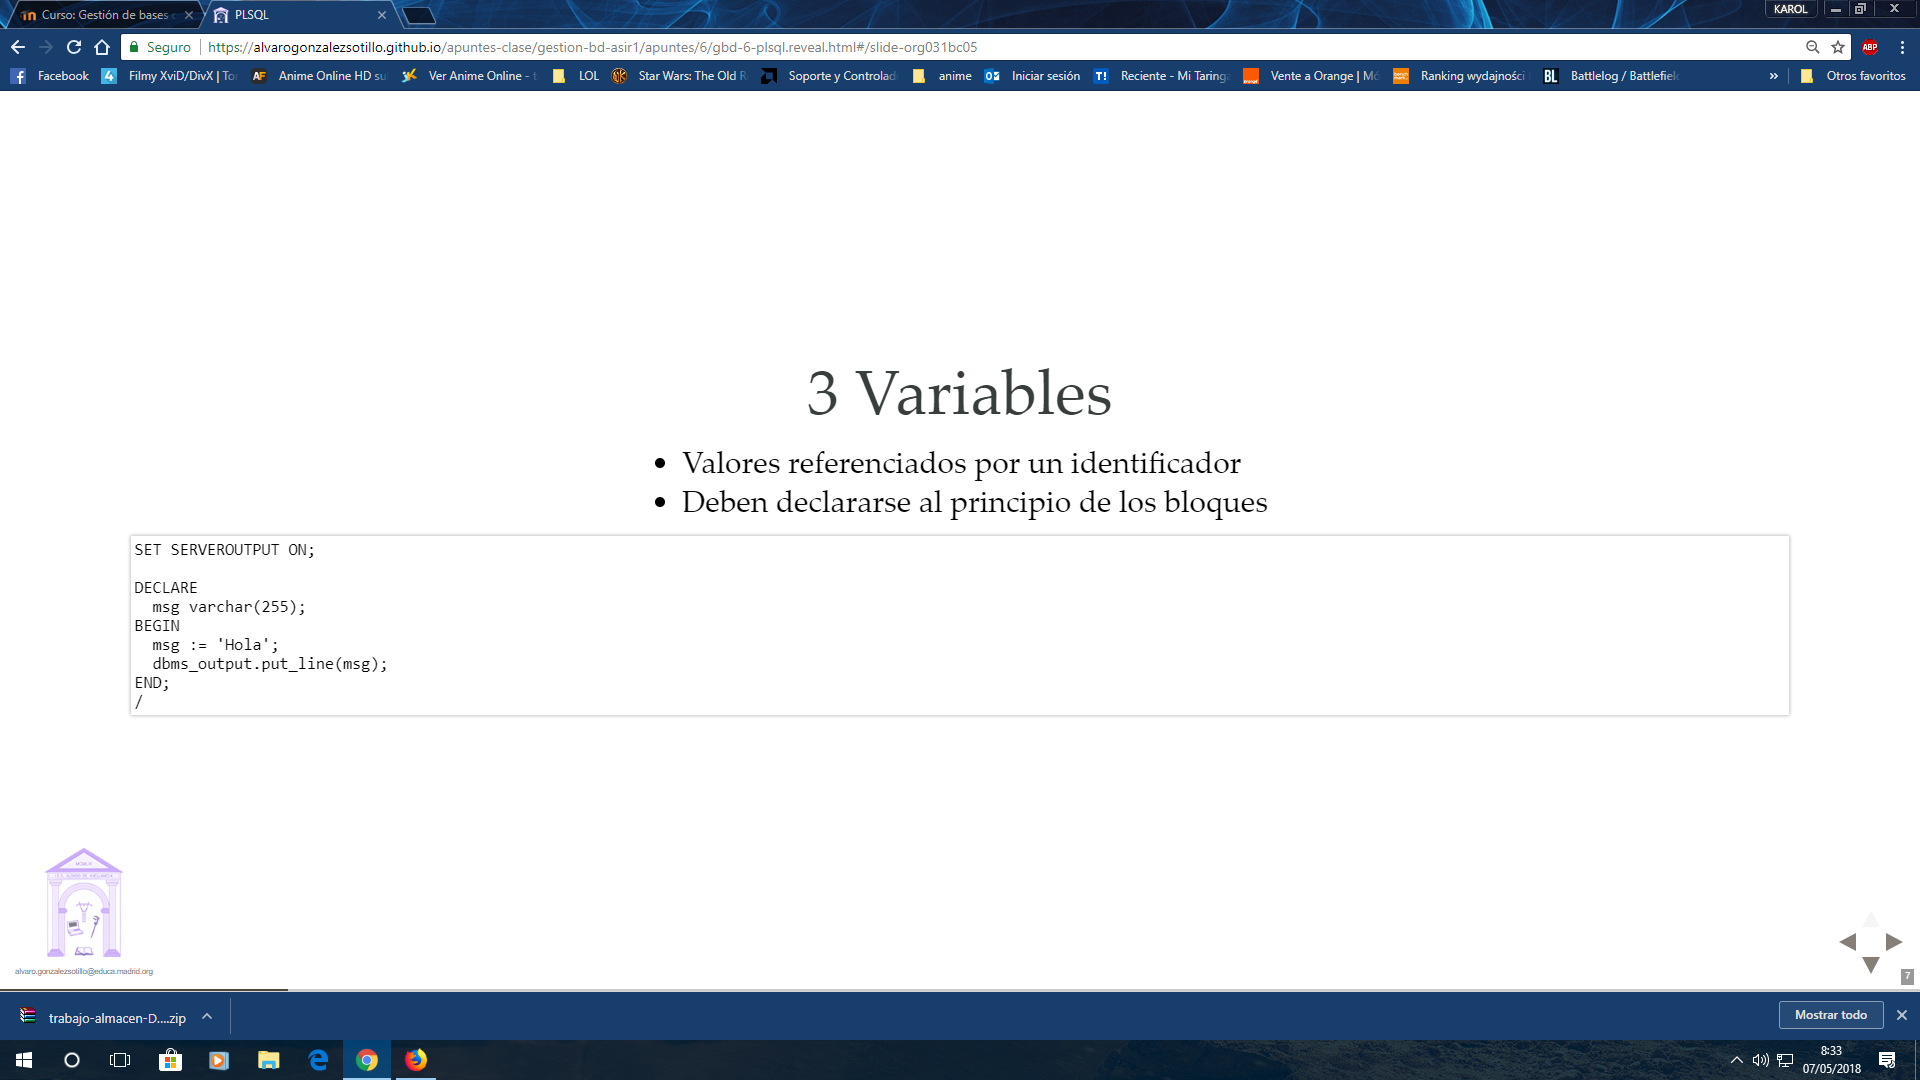 Curso: Gestión de bases
PLSQL
KAROL
Seguro
https://alvarogonzalezsotillo.github.io/apuntes-clase/gestion-bd-asir1/apuntes/6/gbd-6-plsql.reveal.html#/slide-org031bc05
ABP
Facebook
Filmy XviD/DivX | To
Anime Online HD su
Ver Anime Online -
LOL
Star Wars: The Old R
Soporte y Controlad
anime
Iniciar sesión
Reciente - Mi Taringa
Vente a Orange | Mó
Ranking wydajności
BL
Battlelog / Battlefiel
»
Otros favoritos
3 Variables
• Valores referenciados por un identificador
• Deben declararse al principio de los bloques
SET SERVEROUTPUT ON;
DECLARE
msg varchar(255);
BEGIN
msg := 'Hola';
dbms_output.put_line(msg);
END;
/
alvaro.gonzalezsotillo@educa.madrid.org
7
trabajo-almacen-D....zip
Mostrar todo
8:33
07/05/2018